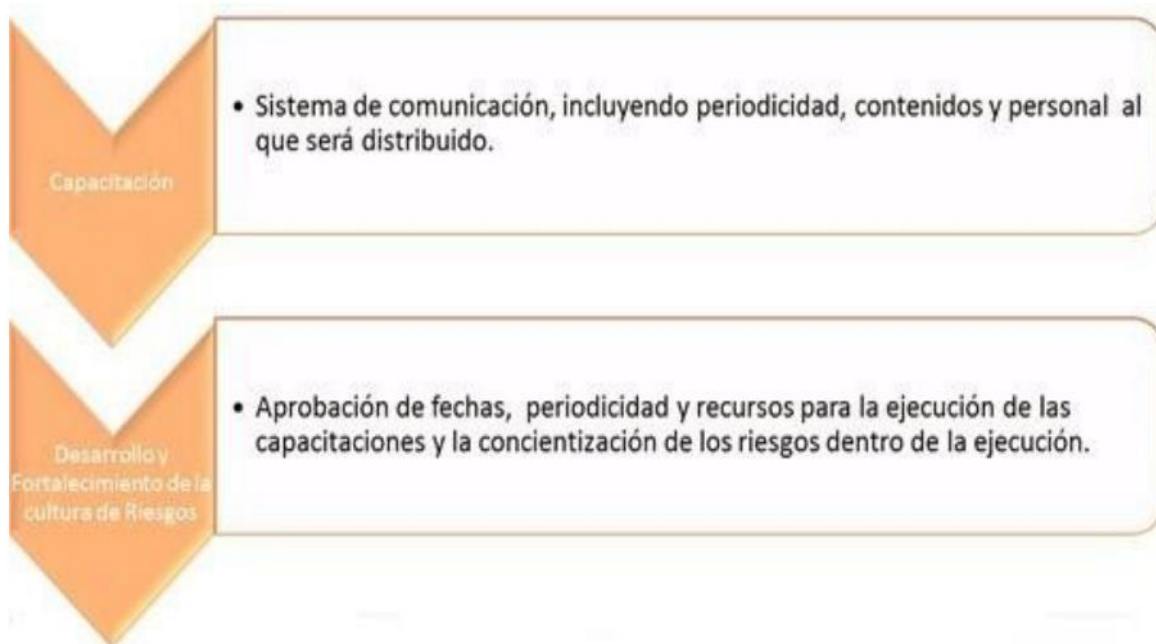 • Sistema de comunicación, incluyendo periodicidad, contenidos y personal al
que será distribuido.
Capacitación
• Aprobación de fechas, periodicidad y recursos para la ejecución de las
capacitaciones y la concientización de los riesgos dentro de la ejecución.
Desarrollo y
Fortalecimiento de la
cultura de Riesgos